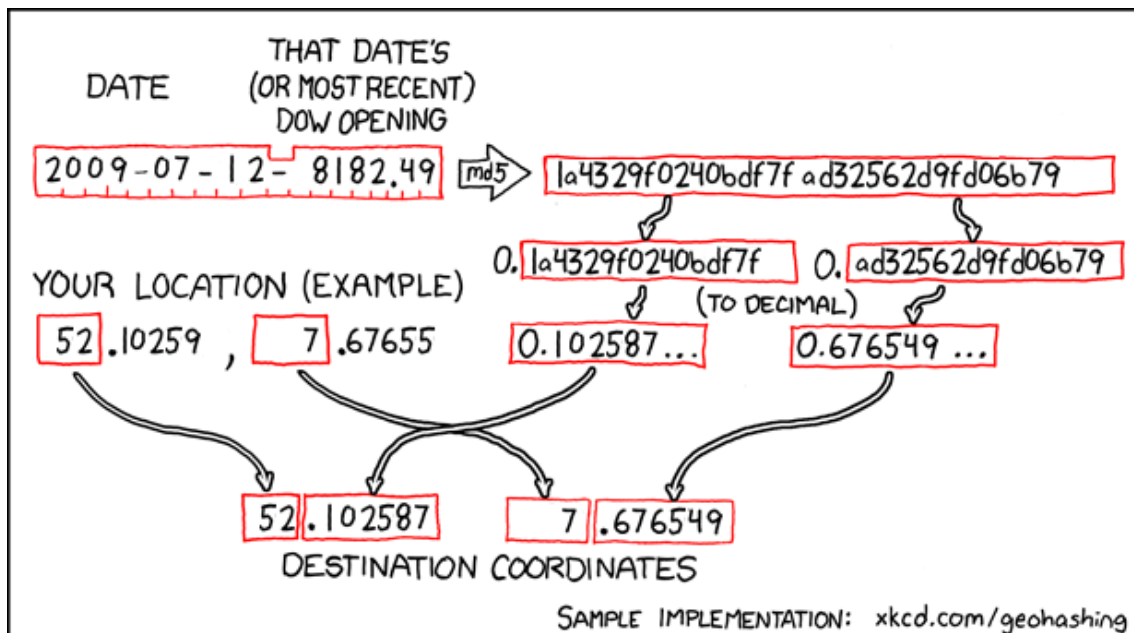 DATE
THAT DATE'S
(OR MOST RECENT)
DOW OPENING
2009-07-12- 8182.49
md5
1a4329f0240bdf7fad32562d9fd06b79
0.1a4329f0240bdf7f
0.ad32562d9fd06b79
YOUR LOCATION (EXAMPLE)
(TO DECIMAL)
52.10259, 7.67655
0.102587...
0.676549...
52.102587
7.676549
DESTINATION COORDINATES
SAMPLE IMPLEMENTATION: xkcd.com/geohashing